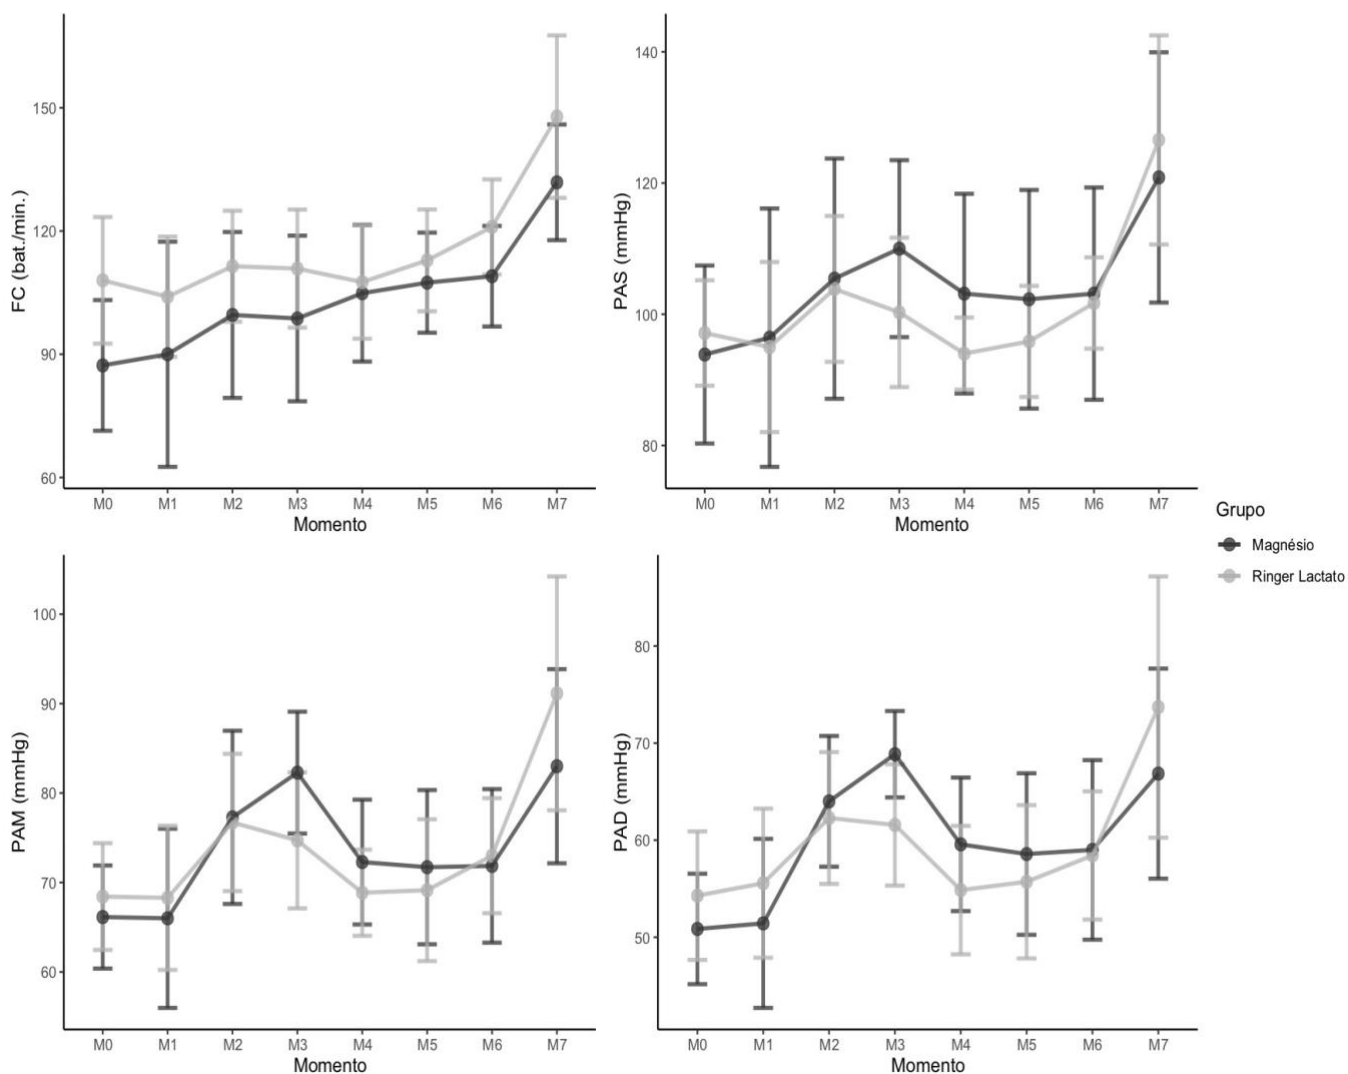 FC (bat./min.)
150
120
90
60
M0 M1 M2 M3 M4 M5 M6 M7
Momento
PAS (mmHg)
140
120
100
80
M0 M1 M2 M3 M4 M5 M6 M7
Momento
Grupo
Magnésio
Ringer Lactato
PAM (mmHg)
100
90
80
70
60
M0 M1 M2 M3 M4 M5 M6 M7
Momento
PAD (mmHg)
80
70
60
50
M0 M1 M2 M3 M4 M5 M6 M7
Momento